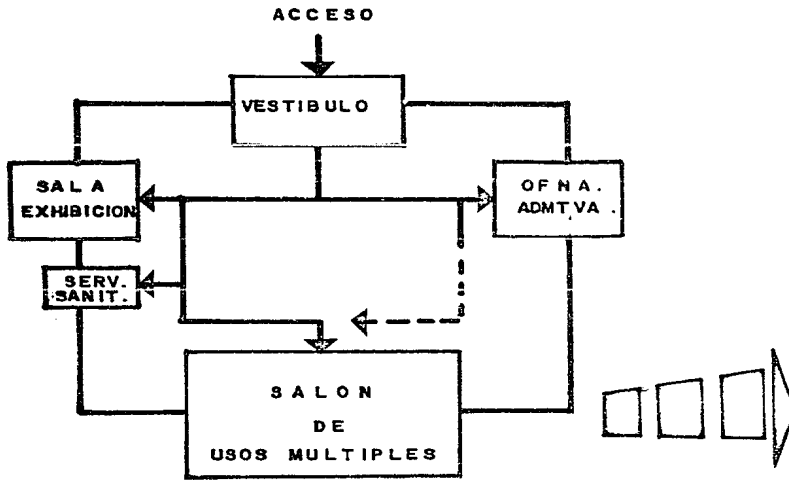 ACCESO
VESTIBULO
SALA
EXHIBICION
OFNA.
ADMTVA.
SERV.
SANIT.
SALON
DE
USOS MULTIPLES